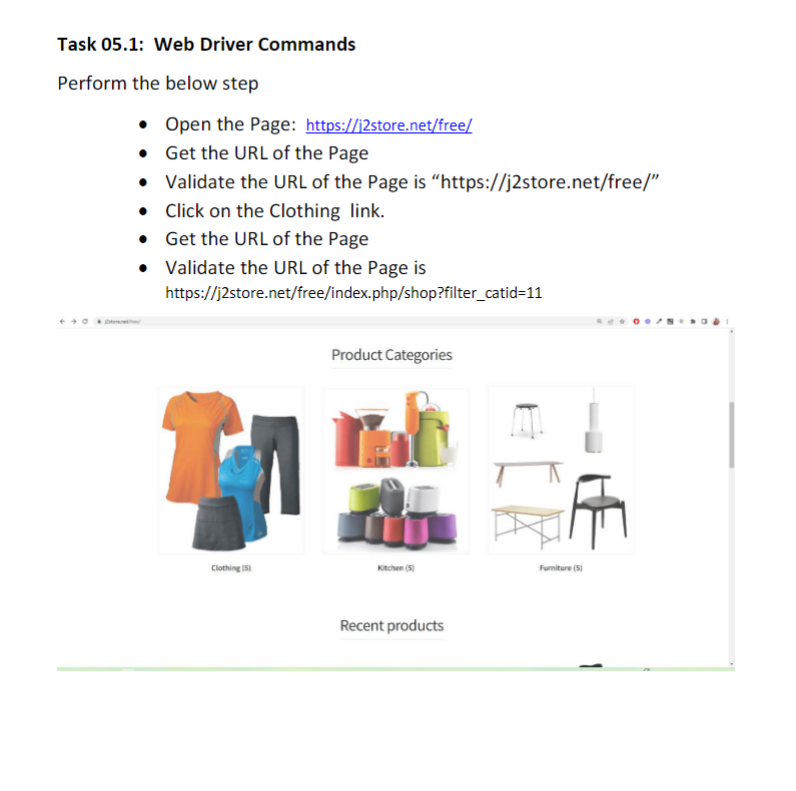 Task 05.1: Web Driver Commands
Perform the below step
• Open the Page: https://j2store.net/free/
• Get the URL of the Page
• Validate the URL of the Page is “https://j2store.net/free/”
• Click on the Clothing link.
• Get the URL of the Page
• Validate the URL of the Page is
https://j2store.net/free/index.php/shop?filter_catid=11
j2store.net/free/
Product Categories
Clothing (5) Kitchen (5) Furniture (5)
Recent products